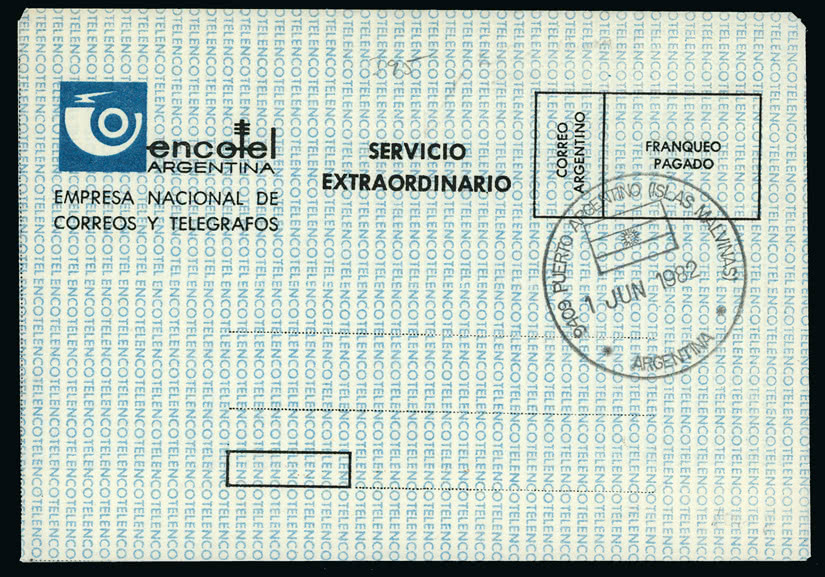 encotel
ARGENTINA
EMPRESA NACIONAL DE
CORREOS Y TELEGRAFOS
SERVICIO
EXTRAORDINARIO
CORREO
ARGENTINO
FRANQUEO
PAGADO
9409 PUERTO ARGENTINO (ISLAS MALVINAS)
1 JUN 1982
* ARGENTINA *